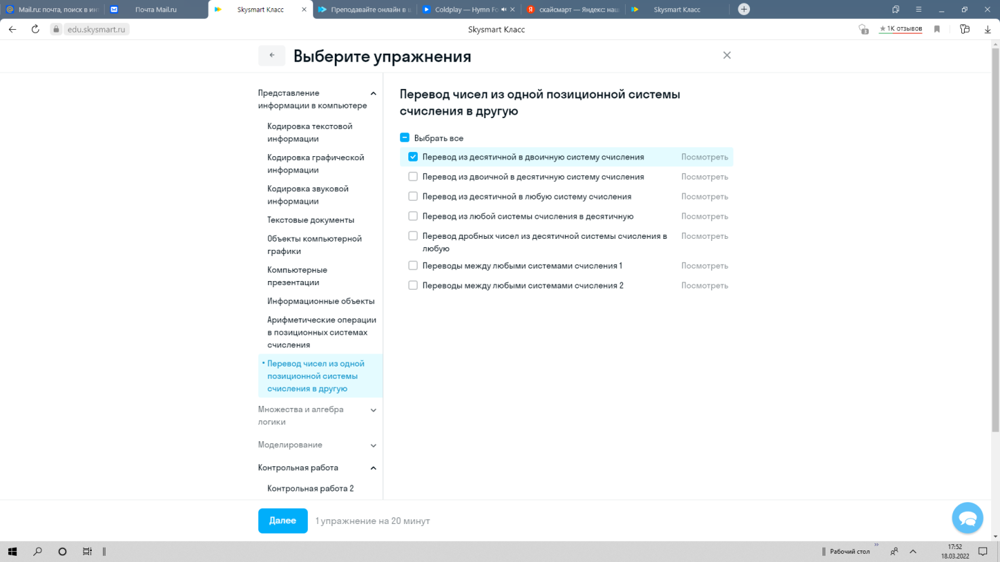 Mail.ru: почта, поиск в инт
Почта Mail.ru
Skysmart Класс
Преподавайте онлайн в ц
Coldplay — Hymn Fo
скайсмарт — Яндекс: наш
Skysmart Класс
edu.skysmart.ru
Skysmart Класс
3
1К отзывов
Выберите упражнения
Представление
информации в компьютере
Кодировка текстовой
информации
Кодировка графической
информации
Кодировка звуковой
информации
Текстовые документы
Объекты компьютерной
графики
Компьютерные
презентации
Информационные объекты
Арифметические операции
в позиционных системах
счисления
Перевод чисел из одной
позиционной системы
счисления в другую
Множества и алгебра
логики
Моделирование
Контрольная работа
Контрольная работа 2
Перевод чисел из одной позиционной системы
счисления в другую
Выбрать все
Перевод из десятичной в двоичную систему счисления Посмотреть
Перевод из двоичной в десятичную систему счисления Посмотреть
Перевод из десятичной в любую систему счисления Посмотреть
Перевод из любой системы счисления в десятичную Посмотреть
Перевод дробных чисел из десятичной системы счисления в Посмотреть
любую
Переводы между любыми системами счисления 1 Посмотреть
Переводы между любыми системами счисления 2 Посмотреть
Далее
1 упражнение на 20 минут
Рабочий стол
17:52
18.03.2022